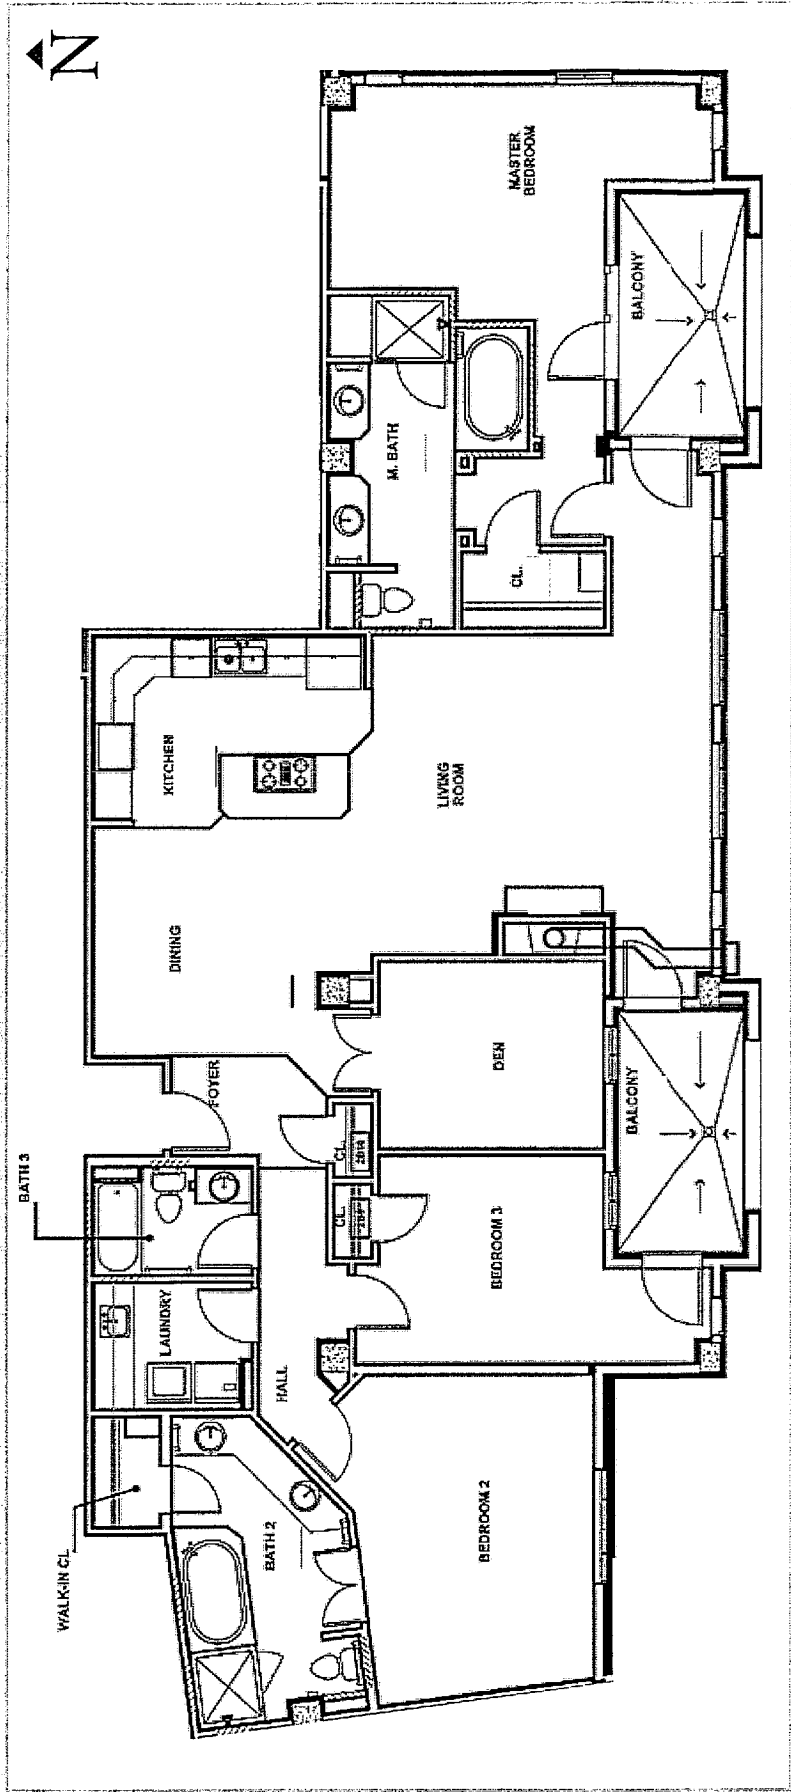 N
MASTER
BEDROOM
BALCONY
M. BATH
CL.
KITCHEN
LIVING
ROOM
DINING
DEN
FOYER
CL.
BALCONY
BATH 3
CL.
BEDROOM 3
LAUNDRY
HALL
WALK-IN CL
BATH 2
BEDROOM 2